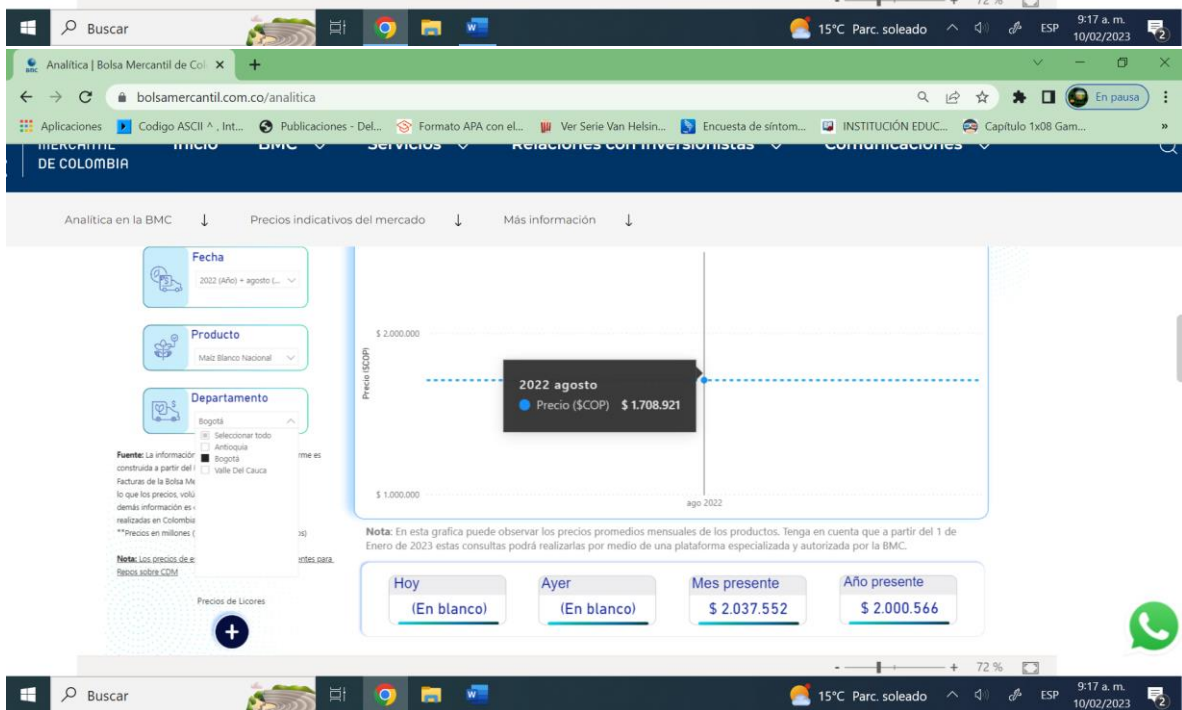 72 %
Buscar
15°C Parc. soleado
ESP
9:17 a. m.
10/02/2023
2
Analítica | Bolsa Mercantil de Col
bolsamercantil.com.co/analitica
En pausa
Aplicaciones
Codigo ASCII ^ , Int...
Publicaciones - Del...
Formato APA con el...
Ver Serie Van Helsin...
Encuesta de síntom...
INSTITUCIÓN EDUC...
Capítulo 1x08 Gam...
»
MERCANTIL
DE COLOMBIA
Inicio
BMC
Servicios
Relaciones con Inversionistas
Comunicaciones
Analítica en la BMC ↓
Precios indicativos del mercado ↓
Más información ↓
Fecha
2022 (Año) + agosto (...
Producto
Maíz Blanco Nacional
Departamento
Bogotá
Seleccionar todo
Antioquia
Bogotá
Valle Del Cauca
Fuente: La información
rme es
construida a partir del
Facturas de la Bolsa Me
lo que los precios, volú
demás información es
realizadas en Colombia
**Precios en millones (
os)
Nota: Los precios de e
entes para
Repos sobre CDM
Precios de Licores
+
Precio ($COP)
$ 2.000.000
$ 1.000.000
2022 agosto
Precio ($COP) $ 1.708.921
ago 2022
Nota: En esta grafica puede observar los precios promedios mensuales de los productos. Tenga en cuenta que a partir del 1 de
Enero de 2023 estas consultas podrá realizarlas por medio de una plataforma especializada y autorizada por la BMC.
Hoy
(En blanco)
Ayer
(En blanco)
Mes presente
$ 2.037.552
Año presente
$ 2.000.566
- + 72 %
Buscar
15°C Parc. soleado
ESP
9:17 a. m.
10/02/2023
2